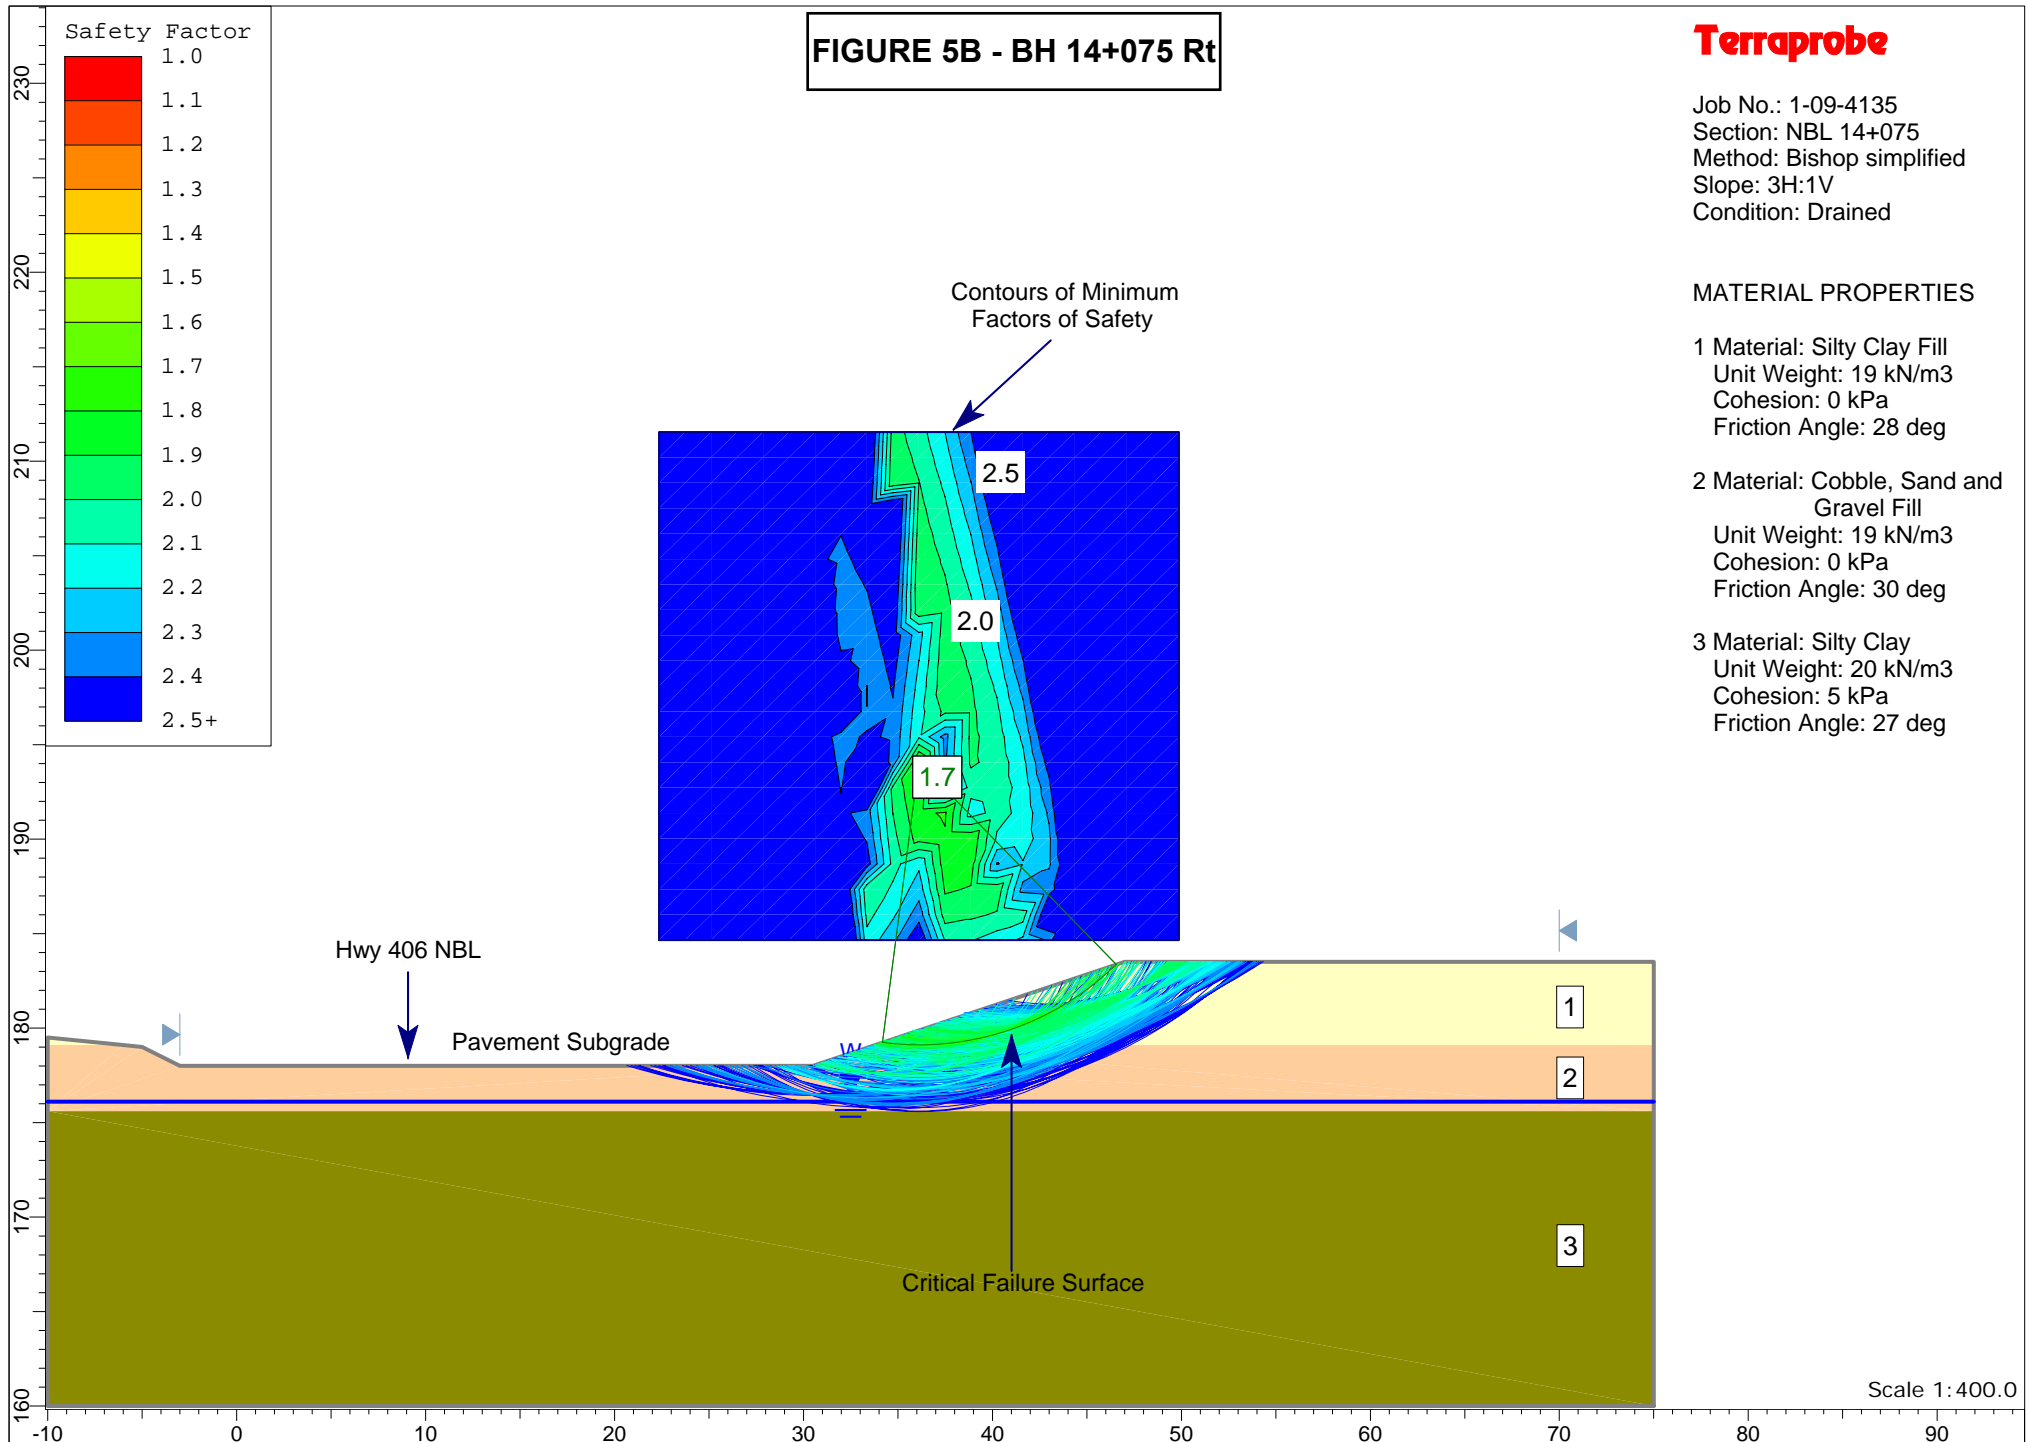 FIGURE 5B - BH 14+075 Rt
Safety Factor
1.0
1.1
1.2
1.3
1.4
1.5
1.6
1.7
1.8
1.9
2.0
2.1
2.2
2.3
2.4
2.5+
Terraprobe
Job No.: 1-09-4135
Section: NBL 14+075
Method: Bishop simplified
Slope: 3H:1V
Condition: Drained
MATERIAL PROPERTIES
1 Material: Silty Clay Fill
Unit Weight: 19 kN/m3
Cohesion: 0 kPa
Friction Angle: 28 deg
2 Material: Cobble, Sand and
Gravel Fill
Unit Weight: 19 kN/m3
Cohesion: 0 kPa
Friction Angle: 30 deg
3 Material: Silty Clay
Unit Weight: 20 kN/m3
Cohesion: 5 kPa
Friction Angle: 27 deg
Contours of Minimum
Factors of Safety
2.5
2.0
1.7
Hwy 406 NBL
Pavement Subgrade
W
1
2
3
Critical Failure Surface
Scale 1:400.0
230
220
210
200
190
180
170
160
-10 0 10 20 30 40 50 60 70 80 90